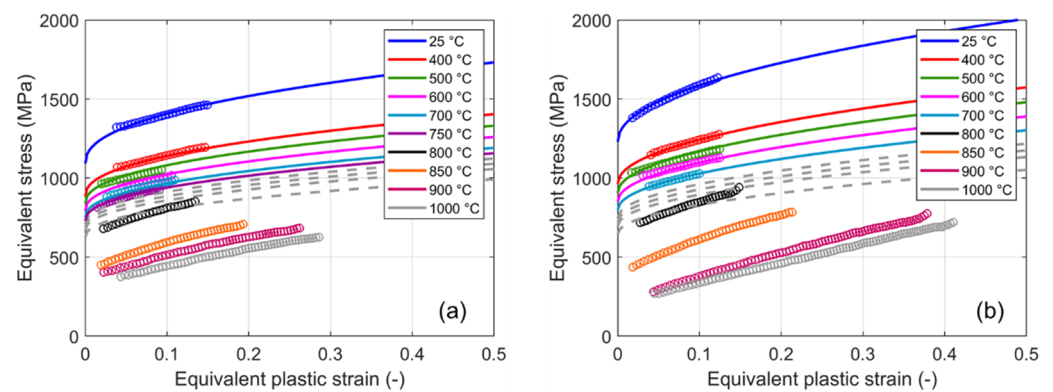 2000
1500
1000
500
0
Equivalent stress (MPa)
25 °C
400 °C
500 °C
600 °C
700 °C
750 °C
800 °C
850 °C
900 °C
1000 °C
(a)
0 0.1 0.2 0.3 0.4 0.5
Equivalent plastic strain (-)
2000
1500
1000
500
0
Equivalent stress (MPa)
25 °C
400 °C
500 °C
600 °C
700 °C
800 °C
850 °C
900 °C
1000 °C
(b)
0 0.1 0.2 0.3 0.4 0.5
Equivalent plastic strain (-)